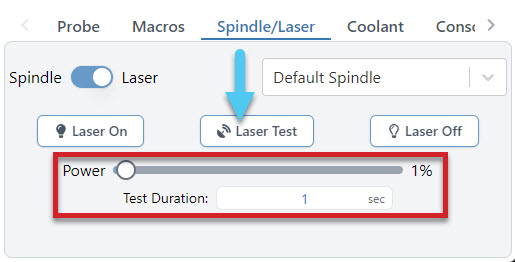 Probe Macros Spindle/Laser Coolant Conso
Spindle Laser Default Spindle
Laser On Laser Test Laser Off
Power 1%
Test Duration: 1 sec